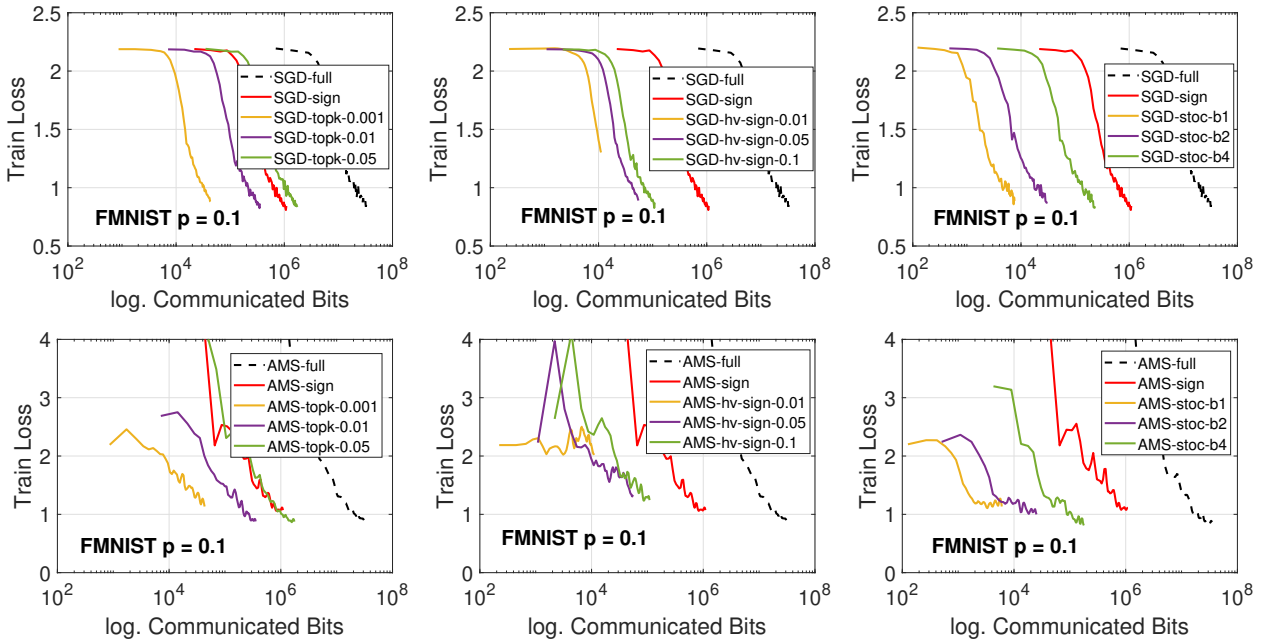 2.5
2
1.5
1
0.5
Train Loss
SGD-full
SGD-sign
SGD-topk-0.001
SGD-topk-0.01
SGD-topk-0.05
FMNIST p = 0.1
10^2 10^4 10^6 10^8
log. Communicated Bits
2.5
2
1.5
1
0.5
Train Loss
SGD-full
SGD-sign
SGD-hv-sign-0.01
SGD-hv-sign-0.05
SGD-hv-sign-0.1
FMNIST p = 0.1
10^2 10^4 10^6 10^8
log. Communicated Bits
2.5
2
1.5
1
0.5
Train Loss
SGD-full
SGD-sign
SGD-stoc-b1
SGD-stoc-b2
SGD-stoc-b4
FMNIST p = 0.1
10^2 10^4 10^6 10^8
log. Communicated Bits
4
3
2
1
0
Train Loss
AMS-full
AMS-sign
AMS-topk-0.001
AMS-topk-0.01
AMS-topk-0.05
FMNIST p = 0.1
10^2 10^4 10^6 10^8
log. Communicated Bits
4
3
2
1
0
Train Loss
AMS-full
AMS-sign
AMS-hv-sign-0.01
AMS-hv-sign-0.05
AMS-hv-sign-0.1
FMNIST p = 0.1
10^2 10^4 10^6 10^8
log. Communicated Bits
4
3
2
1
0
Train Loss
AMS-full
AMS-sign
AMS-stoc-b1
AMS-stoc-b2
AMS-stoc-b4
FMNIST p = 0.1
10^2 10^4 10^6 10^8
log. Communicated Bits